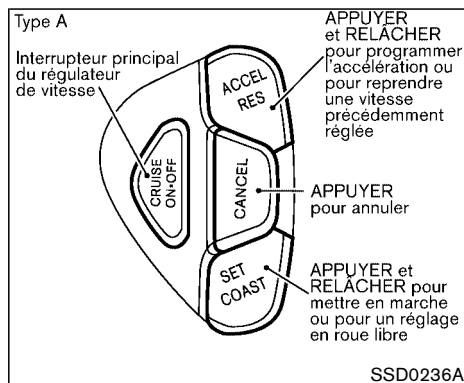 Type A
Interrupteur principal
du régulateur
de vitesse
APPUYER
et RELÂCHER
pour programmer
l'accélération ou
pour reprendre
une vitesse
précédemment
réglée
ACCEL
RES
CRUISE
ON•OFF
CANCEL
APPUYER
pour annuler
SET
COAST
APPUYER et
RELÂCHER pour
mettre en marche
ou pour un réglage
en roue libre
SSD0236A